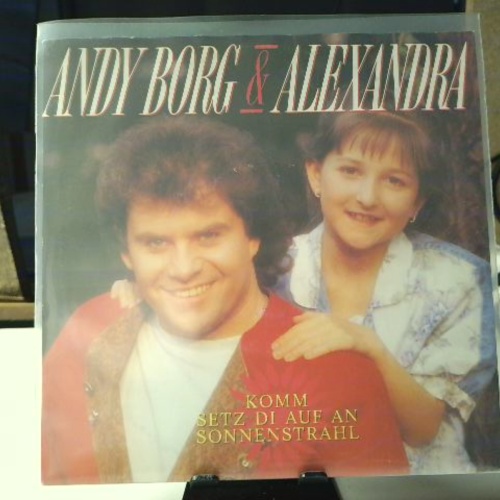 ANDY BORG & ALEXANDRA
KOMM
SETZ DI AUF AN
SONNENSTRAHL